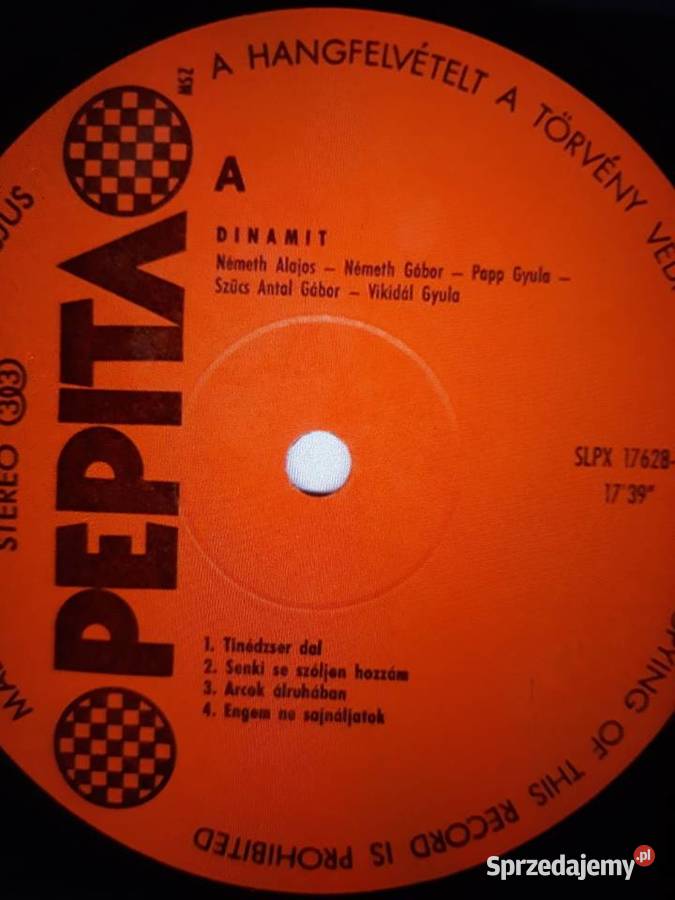 A HANGFELVÉTELT A TÖRVÉNY
MSZ
A
DINAMIT
Németh Alajos – Németh Gábor – Papp Gyula –
Szűcs Antal Gábor – Vikidál Gyula
PEPITA
STEREO 303
SLPX 17628-
17'39"
1. Tinédzser dal
2. Senki se szóljon hozzám
3. Arcok álruhában
4. Engem ne sajnáljatok
OF THIS RECORD IS PROHIBITED
Sprzedajemy.pl